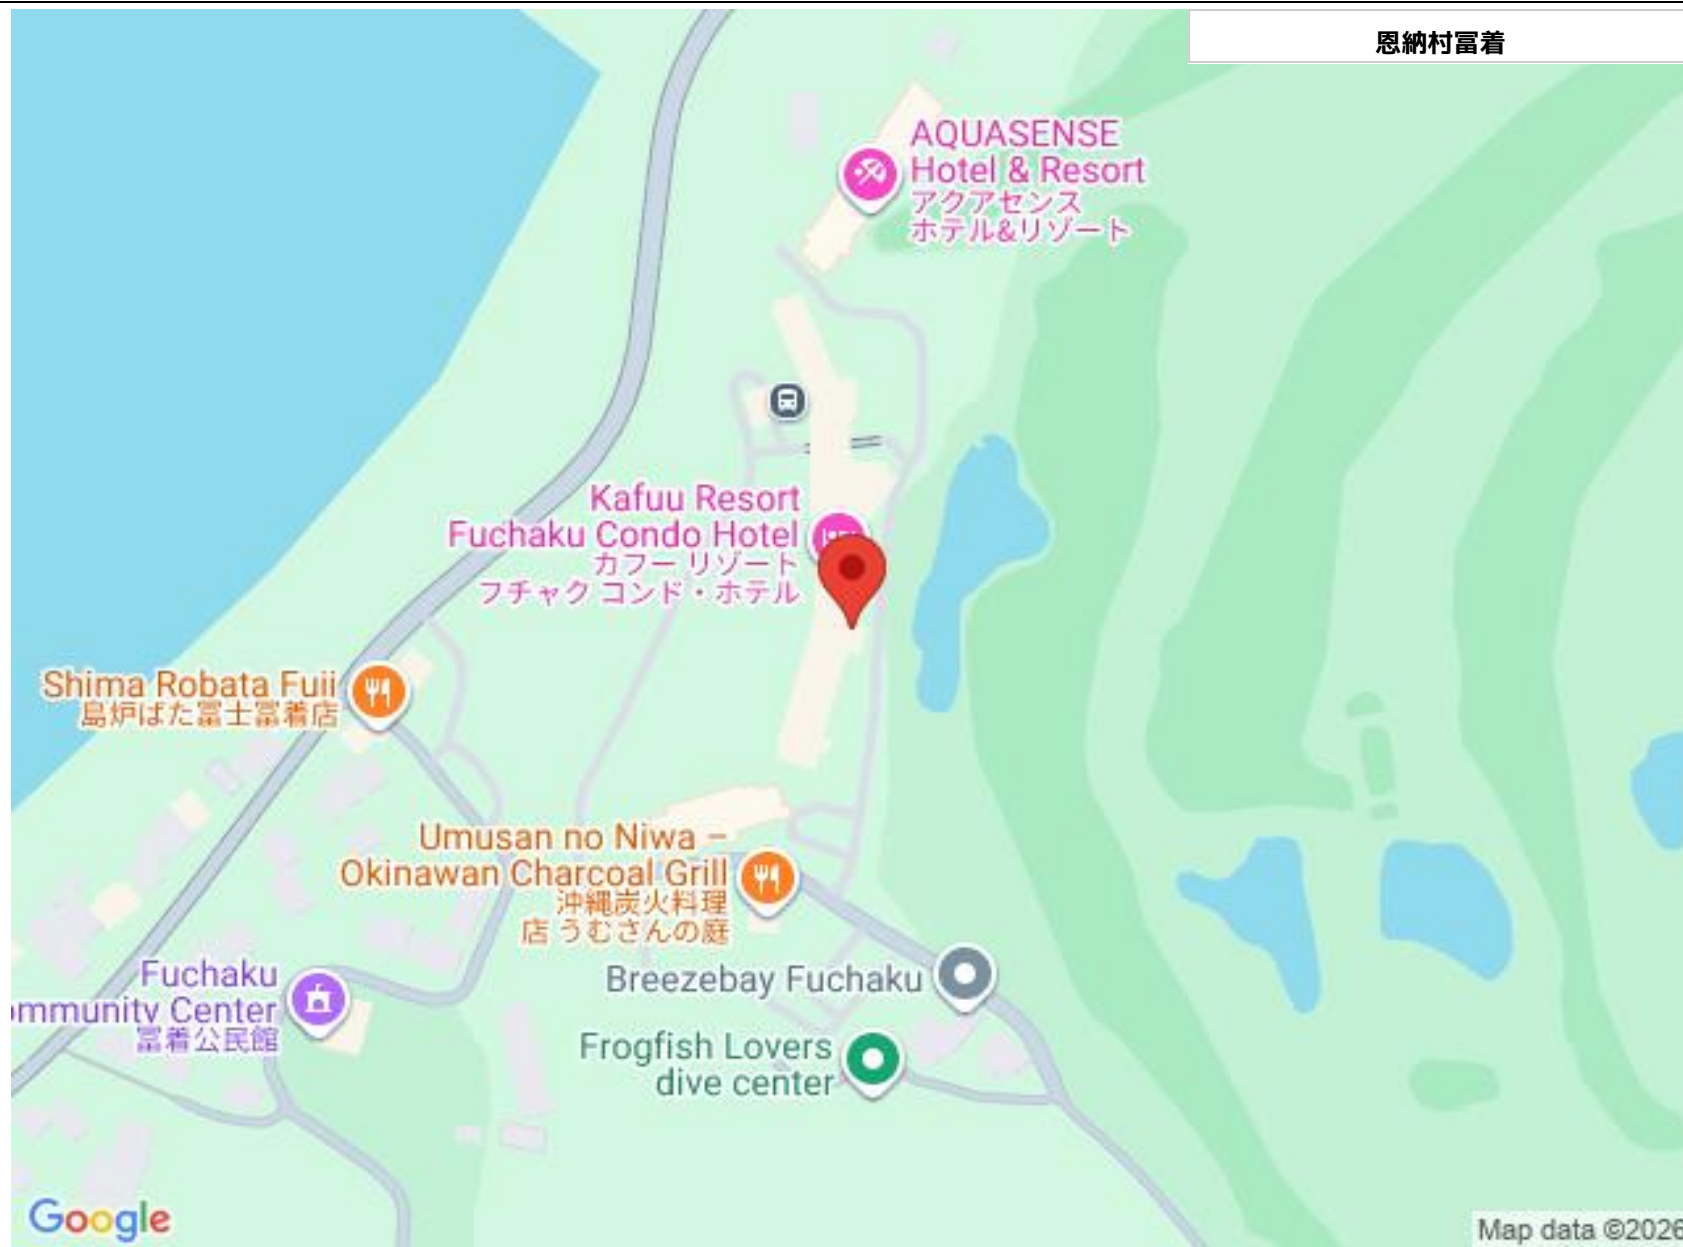 恩納村冨着
AQUASENSE
Hotel & Resort
アクアセンス
ホテル&リゾート
Kafuu Resort
Fuchaku Condo Hotel
カフー リゾート
フチャク コンド・ホテル
Shima Robata Fuji
島炉ばた冨士冨着店
Umusan no Niwa –
Okinawan Charcoal Grill
沖縄炭火料理
店 うむさんの庭
Fuchaku
ommunity Center
冨着公民館
Breezebay Fuchaku
Frogfish Lovers
dive center
Google
Map data ©2026